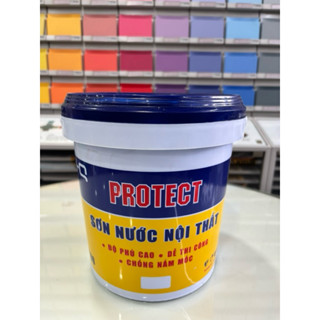 PROTECT
SƠN NƯỚC NỘI THẤT
• ĐỘ PHỦ CAO • DỄ THI CÔNG
• CHỐNG NẤM MỐC